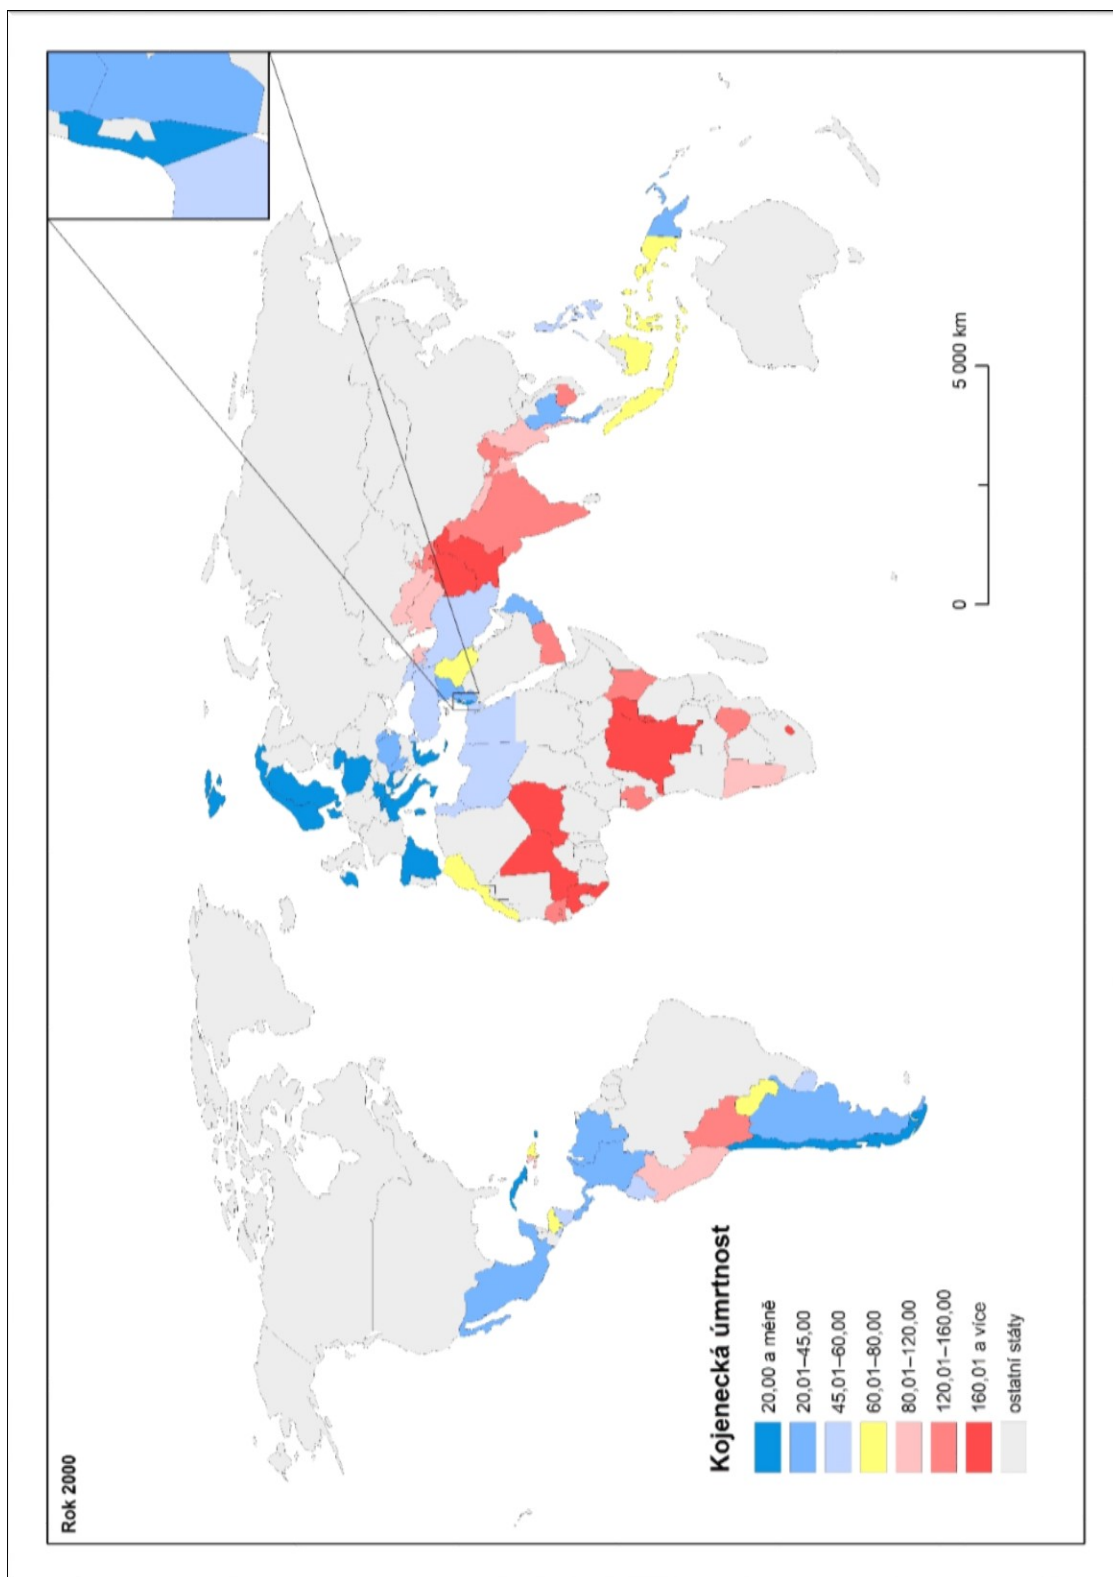 Rok 2000
Kojenecká úmrtnost
20,00 a méně
20,01–45,00
45,01–60,00
60,01–80,00
80,01–120,00
120,01–160,00
160,01 a více
ostatní státy
0 5 000 km